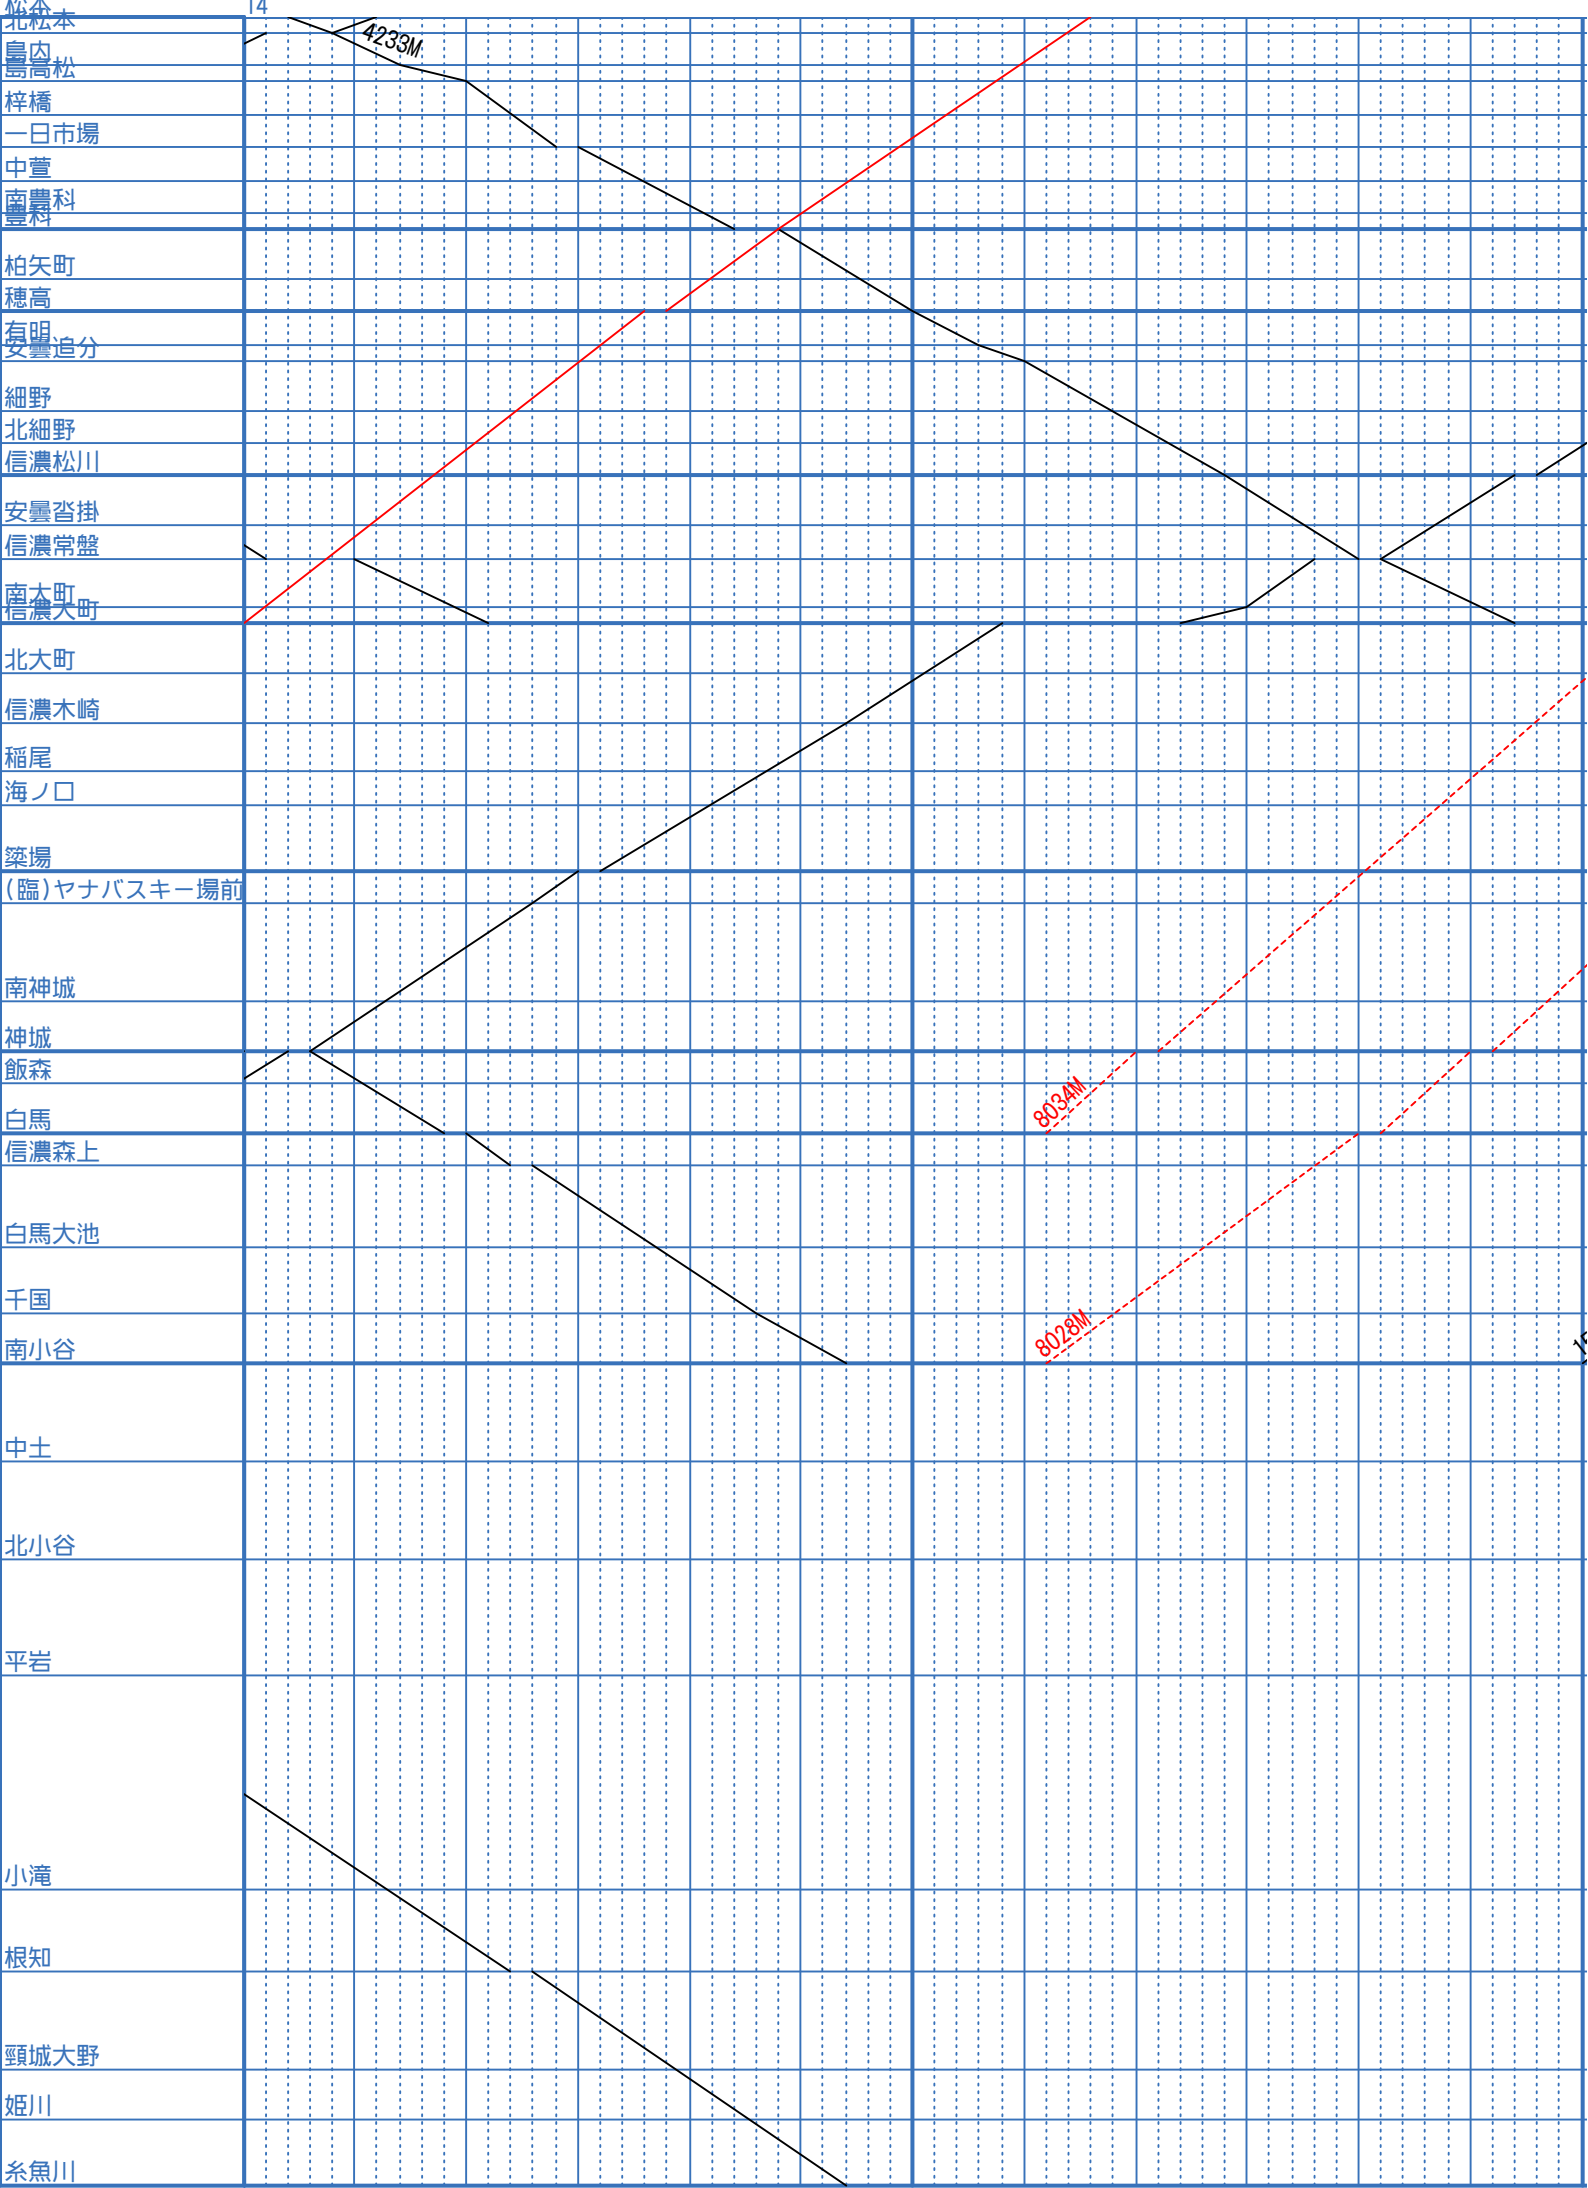 松本
14
北松本
4233M
島内
島高松
梓橋
一日市場
中萱
南豊科
豊科
柏矢町
穂高
有明
安曇追分
細野
北細野
信濃松川
安曇沓掛
信濃常盤
南大町
信濃大町
北大町
信濃木崎
稲尾
海ノ口
簗場
(臨)ヤナバスキー場前
南神城
神城
飯森
8034M
白馬
信濃森上
白馬大池
千国
8028M
南小谷
15
中土
北小谷
平岩
小滝
根知
頸城大野
姫川
糸魚川